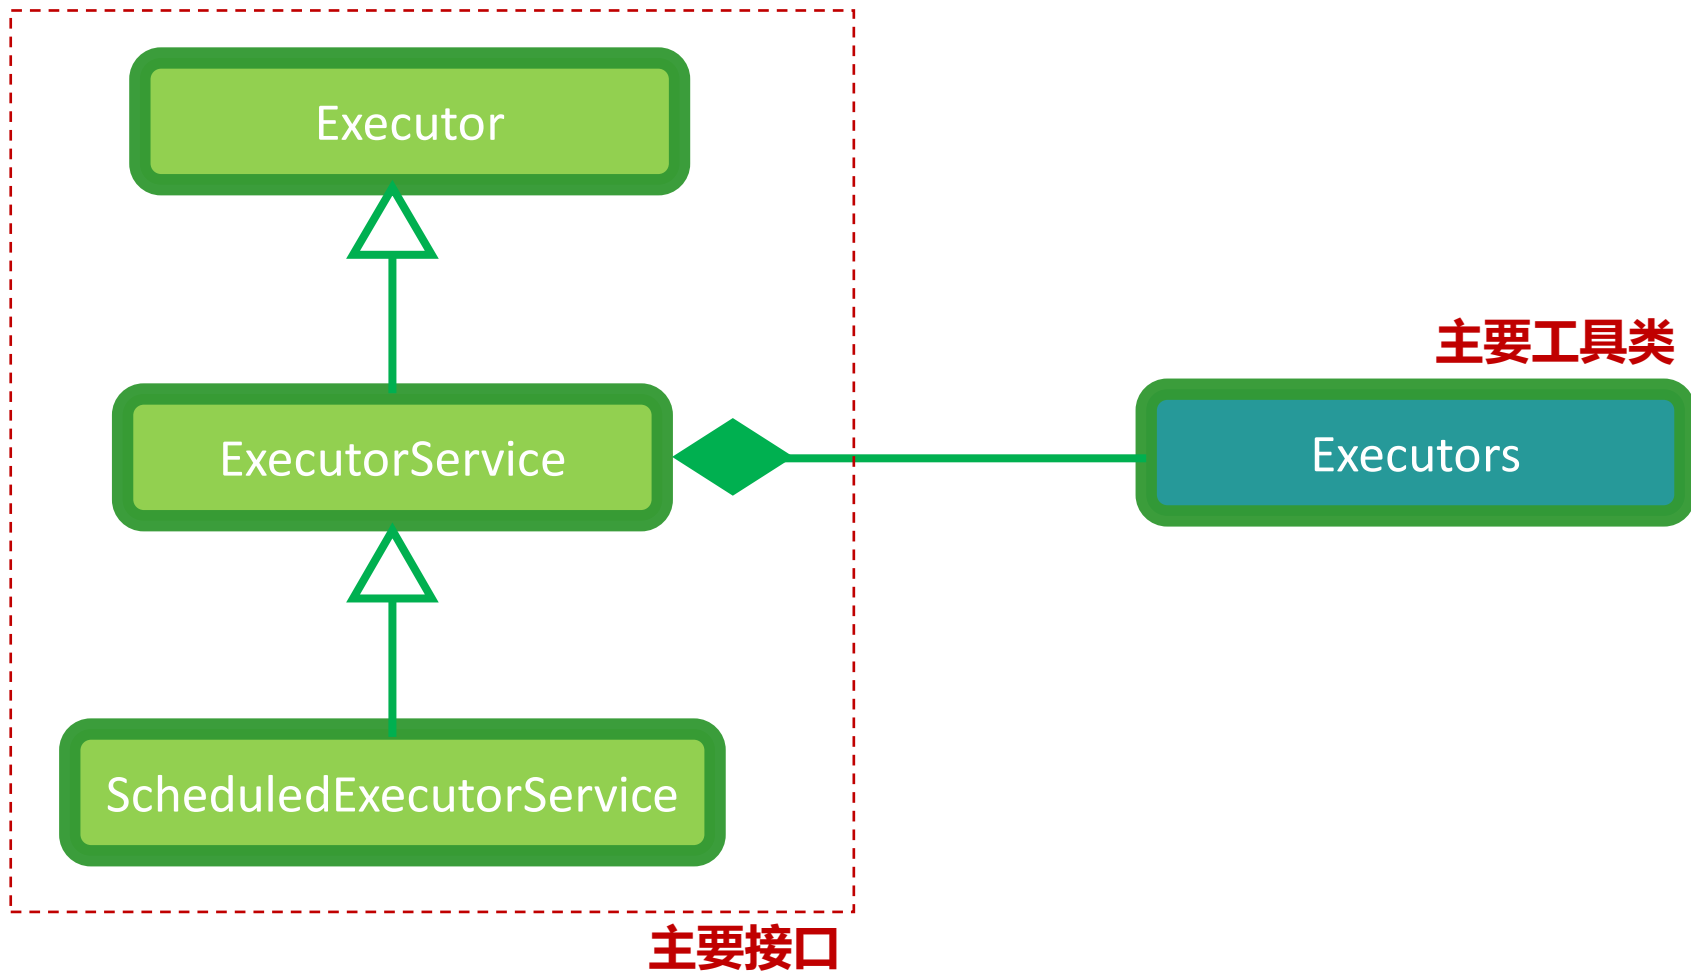 Executor
主要工具类
ExecutorService
Executors
ScheduledExecutorService
主要接口